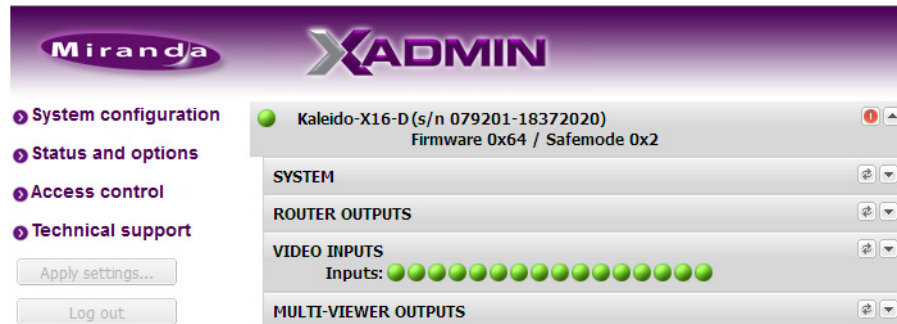 Miranda
XADMIN
System configuration
Status and options
Access control
Technical support
Apply settings...
Log out
Kaleido-X16-D (s/n 079201-18372020)
Firmware 0x64 / Safemode 0x2
SYSTEM
ROUTER OUTPUTS
VIDEO INPUTS
Inputs:
MULTI-VIEWER OUTPUTS